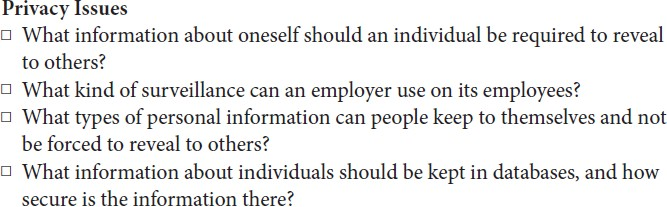 Privacy Issues
□ What information about oneself should an individual be required to reveal
to others?
□ What kind of surveillance can an employer use on its employees?
□ What types of personal information can people keep to themselves and not
be forced to reveal to others?
□ What information about individuals should be kept in databases, and how
secure is the information there?